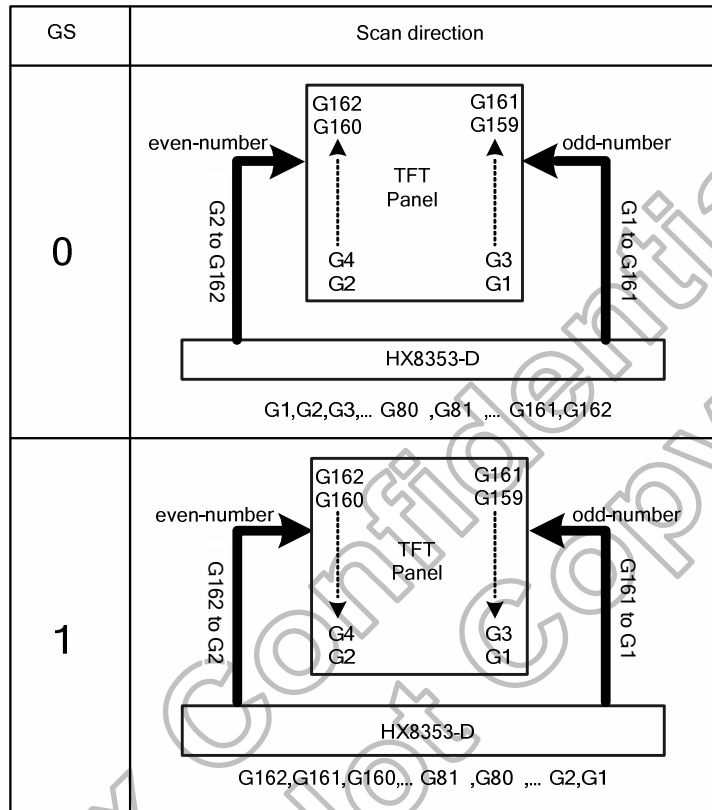 GS
Scan direction
0
G162
G160
G161
G159
even-number
odd-number
TFT
Panel
G2 to G162
G1 to G161
G4
G2
G3
G1
HX8353-D
G1,G2,G3,... G80 ,G81 ,... G161,G162
1
G162
G160
G161
G159
even-number
odd-number
TFT
Panel
G162 to G2
G161 to G1
G4
G2
G3
G1
HX8353-D
G162,G161,G160,... G81 ,G80 ,... G2,G1